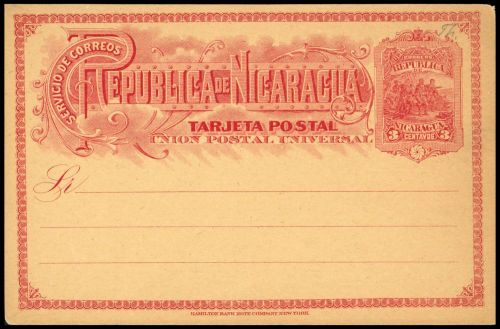 SERVICIO DE CORREOS
REPUBLICA DE NICARAGUA
TARJETA POSTAL
UNION POSTAL UNIVERSAL
REPUBLICA
NICARAGUA
3 CENTAVOS 3
HAMILTON BANK NOTE COMPANY NEW YORK.